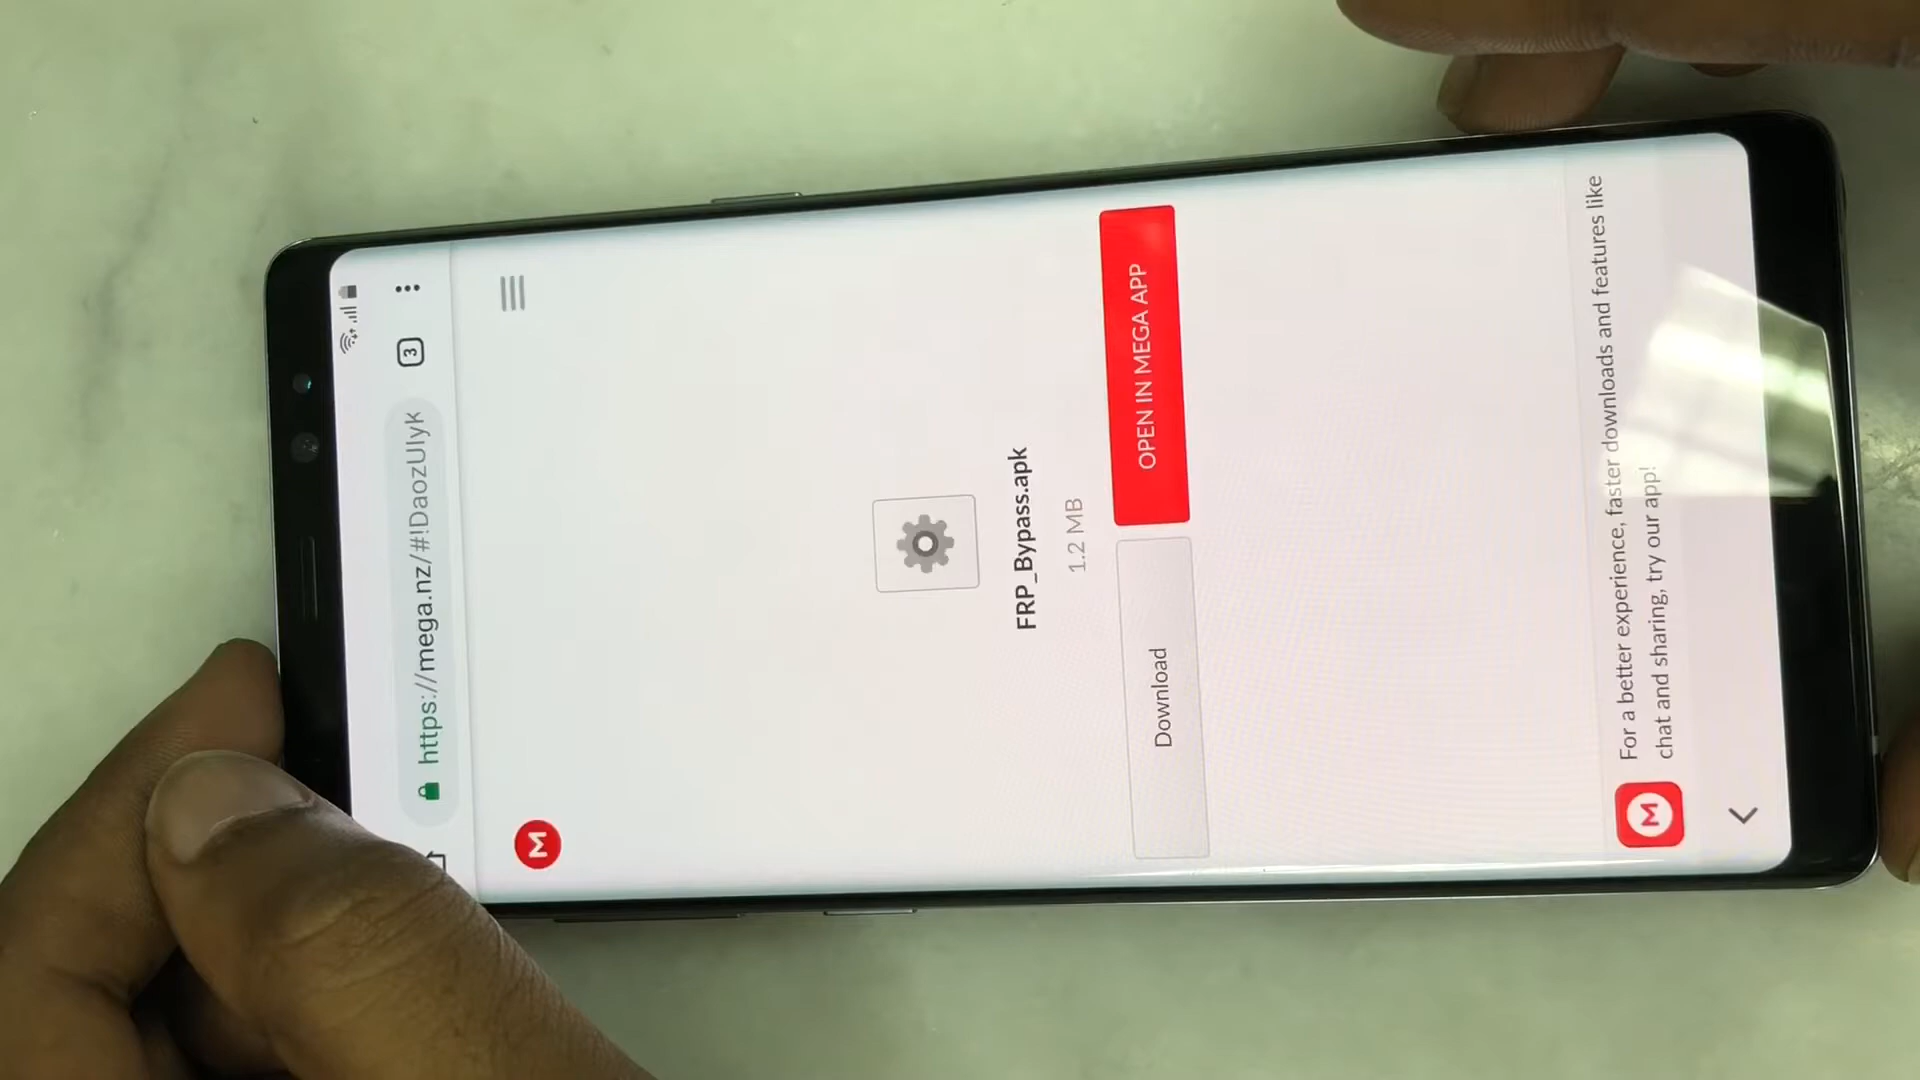 3
https://mega.nz/#!DaozUlyk
M
FRP_Bypass.apk
1.2 MB
Download
OPEN IN MEGA APP
M
For a better experience, faster downloads and features like
chat and sharing, try our app!